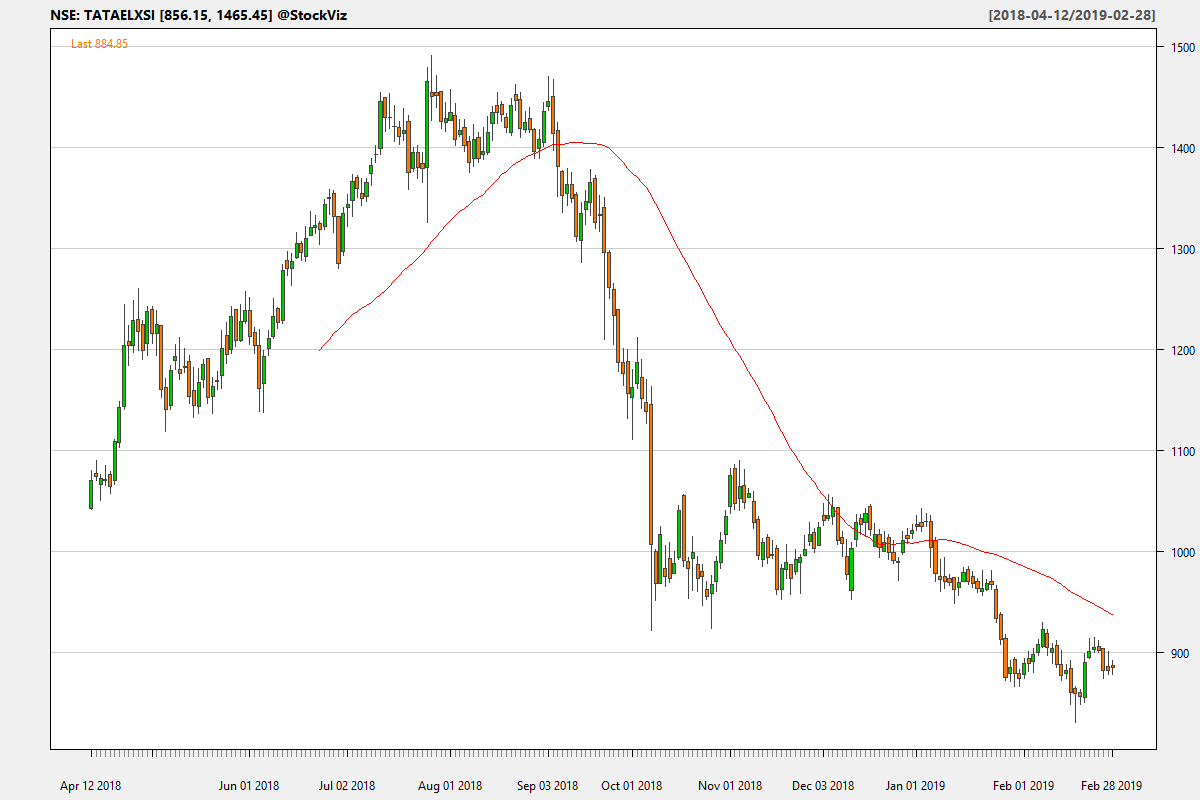 NSE: TATAELXSI [856.15, 1465.45] @StockViz [2018-04-12/2019-02-28]
Last 884.85
1500
1400
1300
1200
1100
1000
900
Apr 12 2018 Jun 01 2018 Jul 02 2018 Aug 01 2018 Sep 03 2018 Oct 01 2018 Nov 01 2018 Dec 03 2018 Jan 01 2019 Feb 01 2019 Feb 28 2019